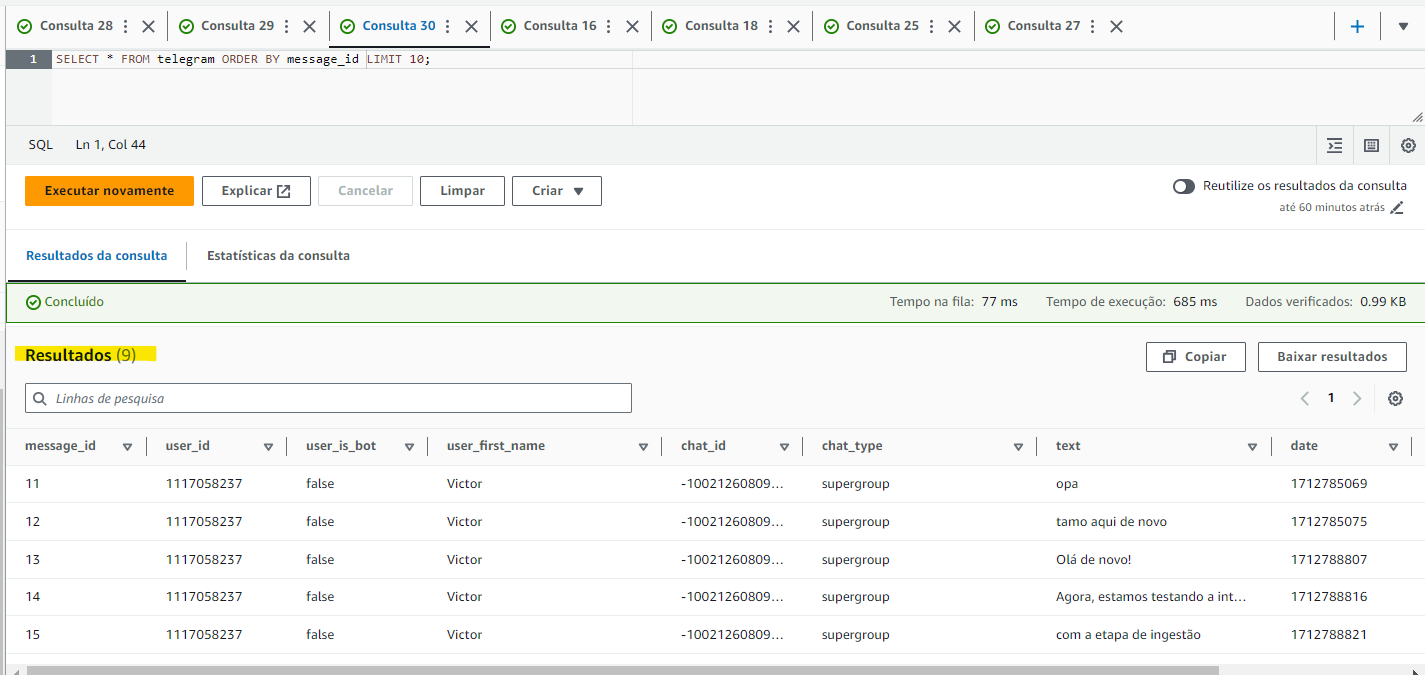 Consulta 28 Consulta 29 Consulta 30 Consulta 16 Consulta 18 Consulta 25 Consulta 27
1 SELECT * FROM telegram ORDER BY message_id LIMIT 10;
SQL Ln 1, Col 44
Executar novamente Explicar Cancelar Limpar Criar Reutilize os resultados da consulta
até 60 minutos atrás
Resultados da consulta Estatísticas da consulta
Concluído Tempo na fila: 77 ms Tempo de execução: 685 ms Dados verificados: 0.99 KB
Resultados (9) Copiar Baixar resultados
Linhas de pesquisa 1
message_id user_id user_is_bot user_first_name chat_id chat_type text date
11 1117058237 false Victor -10021260809... supergroup opa 1712785069
12 1117058237 false Victor -10021260809... supergroup tamo aqui de novo 1712785075
13 1117058237 false Victor -10021260809... supergroup Olá de novo! 1712788807
14 1117058237 false Victor -10021260809... supergroup Agora, estamos testando a int... 1712788816
15 1117058237 false Victor -10021260809... supergroup com a etapa de ingestão 1712788821